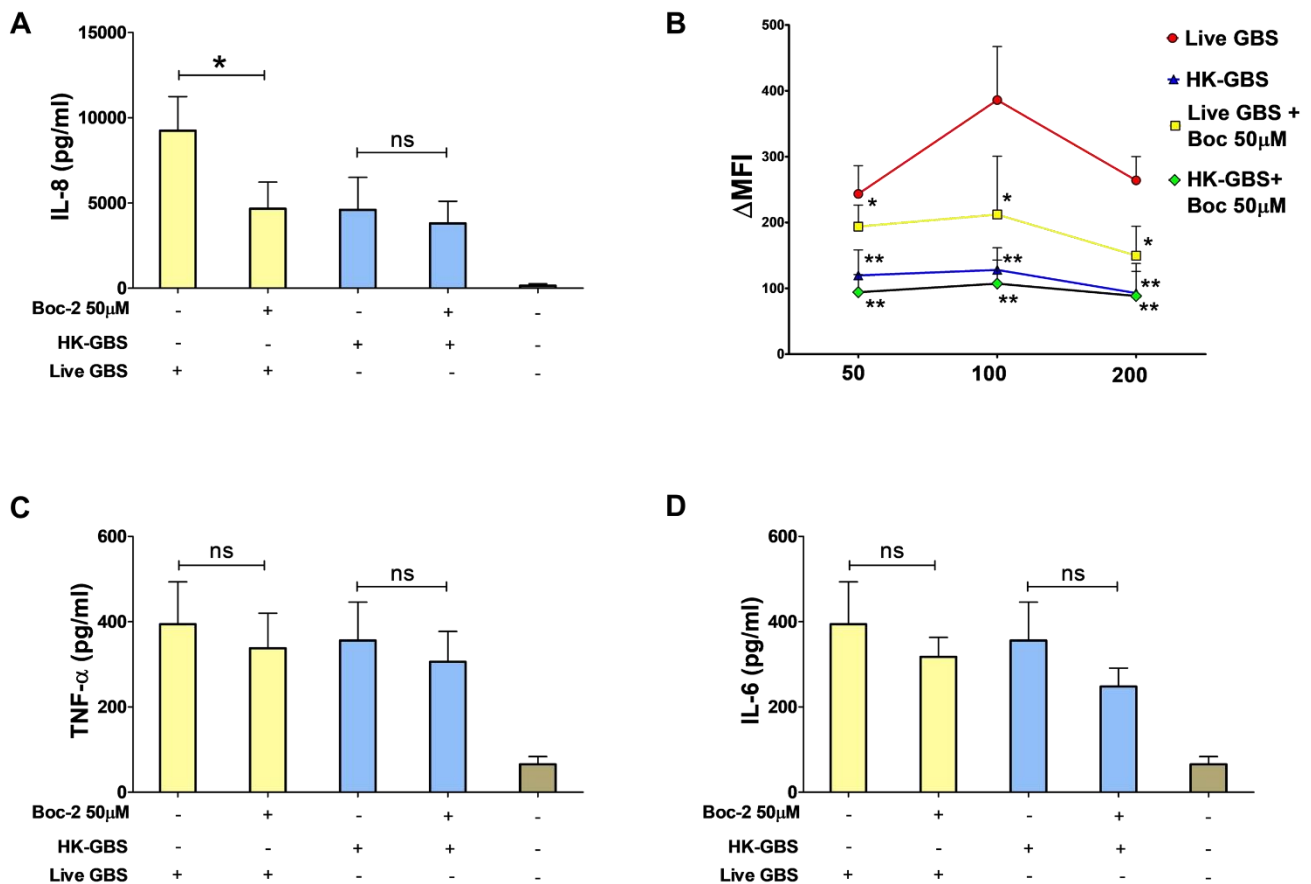 A
IL-8 (pg/ml)
15000
10000
5000
0
*
ns
Boc-2 50μM - + - + -
HK-GBS - - + + -
Live GBS + + - - -
B
ΔMFI
500
400
300
200
100
0
* * *
** ** **
** ** **
50 100 200
Live GBS
HK-GBS
Live GBS +
Boc 50μM
HK-GBS+
Boc 50μM
C
TNF-α (pg/ml)
600
400
200
0
ns
ns
Boc-2 50μM - + - + -
HK-GBS - - + + -
Live GBS + + - - -
D
IL-6 (pg/ml)
600
400
200
0
ns
ns
Boc-2 50μM - + - + -
HK-GBS - - + + -
Live GBS + + - - -